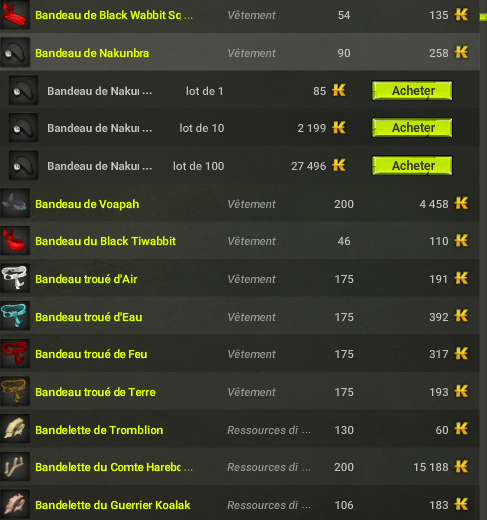 Bandeau de Black Wabbit Sq ... Vêtement 54 135
Bandeau de Nakunbra Vêtement 90 258
Bandeau de Nakui ... lot de 1 85 Acheter
Bandeau de Nakui ... lot de 10 2 199 Acheter
Bandeau de Nakui ... lot de 100 27 496 Acheter
Bandeau de Voapah Vêtement 200 4 458
Bandeau du Black Tiwabbit Vêtement 46 110
Bandeau troué d'Air Vêtement 175 191
Bandeau troué d'Eau Vêtement 175 392
Bandeau troué de Feu Vêtement 175 317
Bandeau troué de Terre Vêtement 175 193
Bandelette de Tromblion Ressources di ... 130 60
Bandelette du Comte Harebc ... Ressources di ... 200 15 188
Bandelette du Guerrier Koalak Ressources di ... 106 183